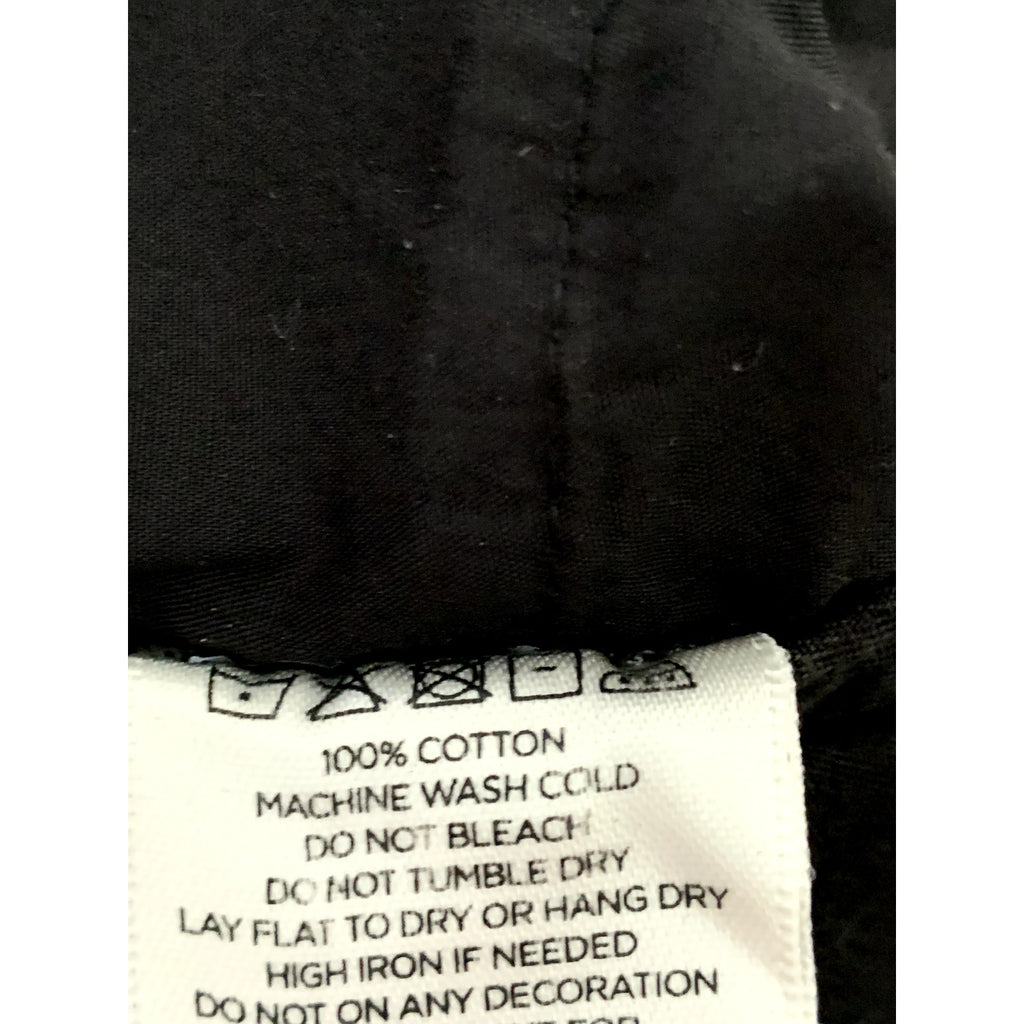 100% COTTON
MACHINE WASH COLD
DO NOT BLEACH
DO NOT TUMBLE DRY
LAY FLAT TO DRY OR HANG DRY
HIGH IRON IF NEEDED
DO NOT ON ANY DECORATION